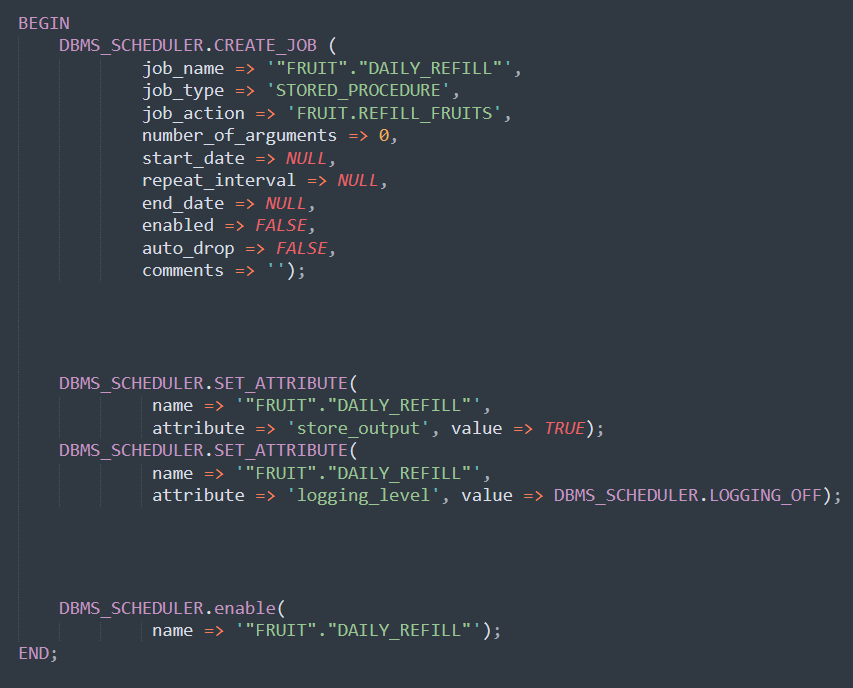 BEGIN
DBMS_SCHEDULER.CREATE_JOB (
job_name => '"FRUIT"."DAILY_REFILL"',
job_type => 'STORED_PROCEDURE',
job_action => 'FRUIT.REFILL_FRUITS',
number_of_arguments => 0,
start_date => NULL,
repeat_interval => NULL,
end_date => NULL,
enabled => FALSE,
auto_drop => FALSE,
comments => '');
DBMS_SCHEDULER.SET_ATTRIBUTE(
name => '"FRUIT"."DAILY_REFILL"',
attribute => 'store_output', value => TRUE);
DBMS_SCHEDULER.SET_ATTRIBUTE(
name => '"FRUIT"."DAILY_REFILL"',
attribute => 'logging_level', value => DBMS_SCHEDULER.LOGGING_OFF);
DBMS_SCHEDULER.enable(
name => '"FRUIT"."DAILY_REFILL"');
END;